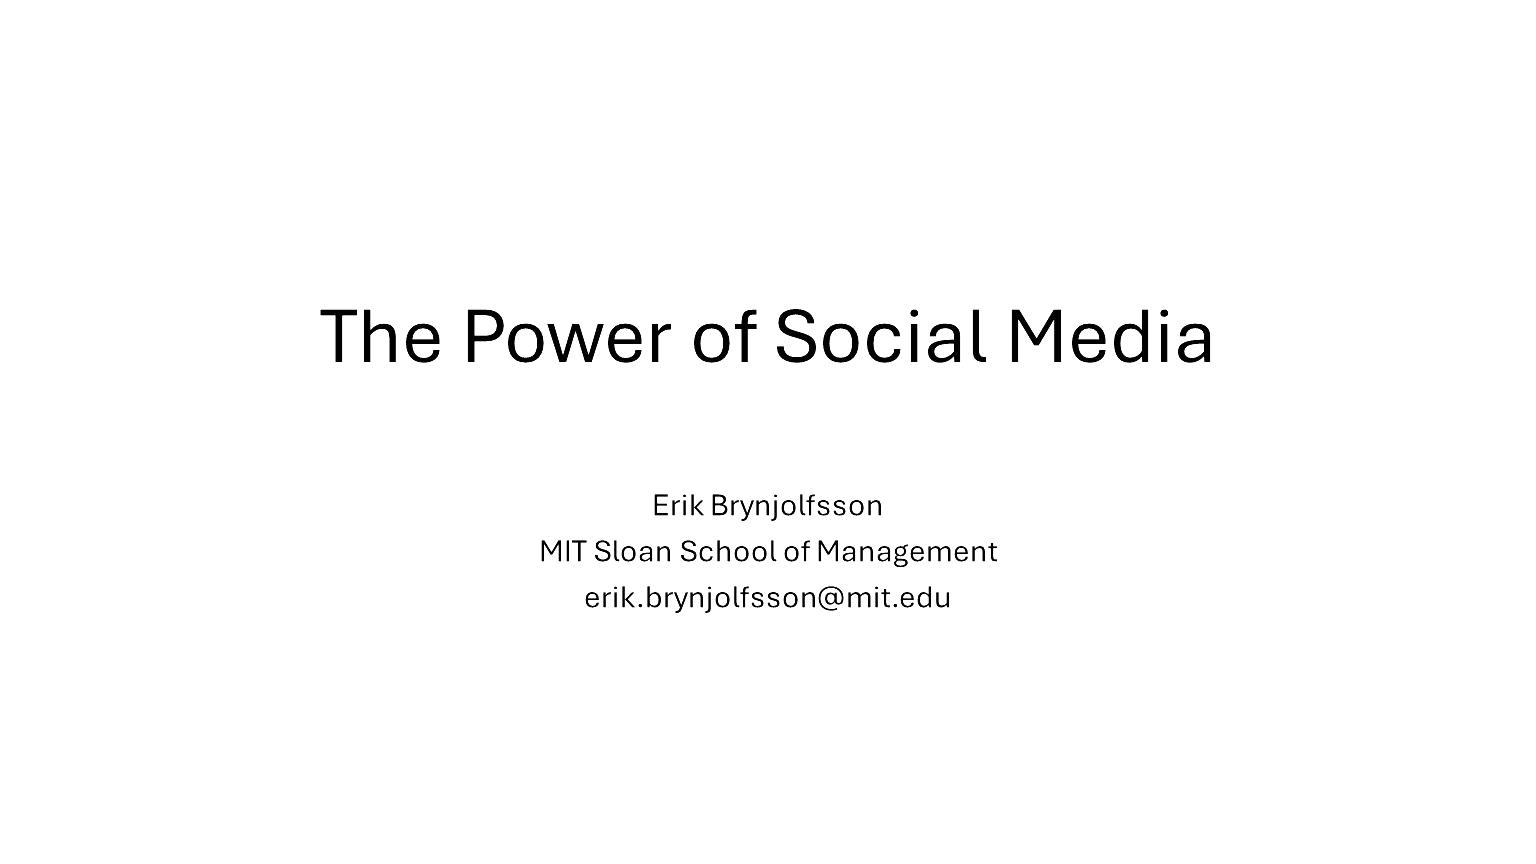 The Power of Social Media
Erik Brynjolfsson
MIT Sloan School of Management
erik.brynjolfsson@mit.edu